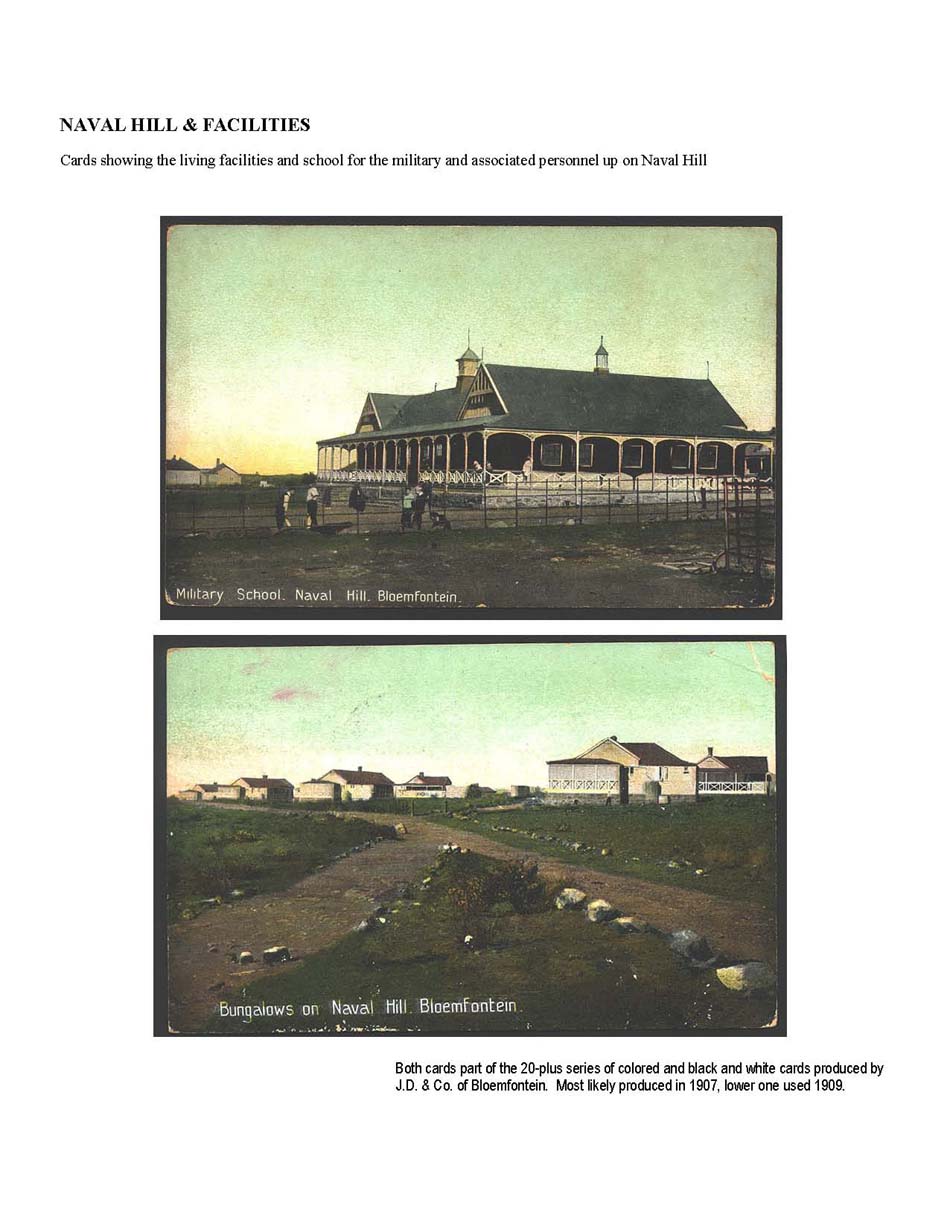 NAVAL HILL & FACILITIES
Cards showing the living facilities and school for the military and associated personnel up on Naval Hill
Military School. Naval Hill. Bloemfontein.
Bungalows on Naval Hill. Bloemfontein.
Both cards part of the 20-plus series of colored and black and white cards produced by
J.D. & Co. of Bloemfontein. Most likely produced in 1907, lower one used 1909.